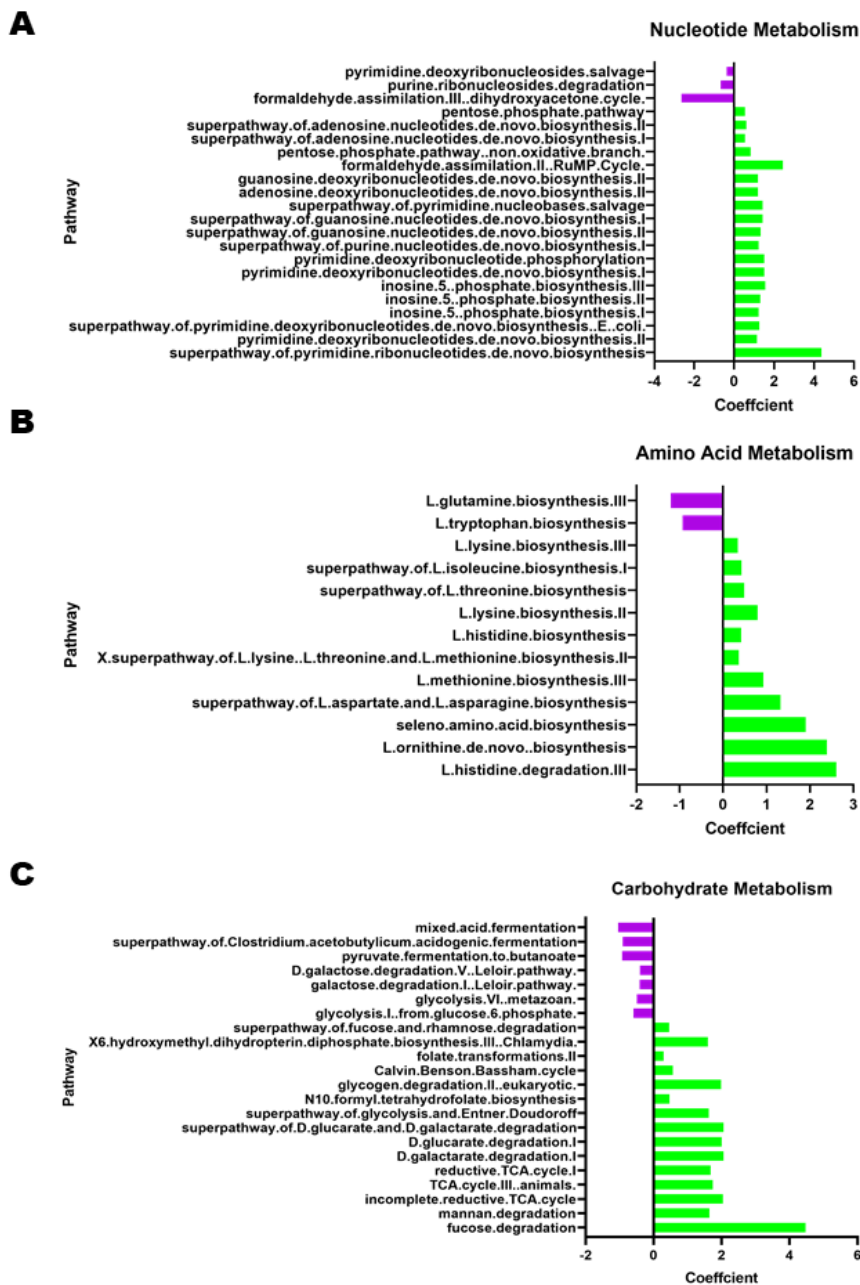 A
Nucleotide Metabolism
pyrimidine.deoxyribonucleosides.salvage
purine.ribonucleosides.degradation
formaldehyde.assimilation.III..dihydroxyacetone.cycle.
pentose.phosphate.pathway
superpathway.of.adenosine.nucleotides.de.novo.biosynthesis.II
superpathway.of.adenosine.nucleotides.de.novo.biosynthesis.I
pentose.phosphate.pathway..non.oxidative.branch.
formaldehyde.assimilation.II..RuMP.Cycle.
guanosine.deoxyribonucleotides.de.novo.biosynthesis.II
adenosine.deoxyribonucleotides.de.novo.biosynthesis.II
superpathway.of.pyrimidine.nucleobases.salvage
superpathway.of.guanosine.nucleotides.de.novo.biosynthesis.I
superpathway.of.guanosine.nucleotides.de.novo.biosynthesis.II
superpathway.of.purine.nucleotides.de.novo.biosynthesis.I
pyrimidine.deoxyribonucleotide.phosphorylation
pyrimidine.deoxyribonucleotides.de.novo.biosynthesis.I
inosine.5..phosphate.biosynthesis.III
inosine.5..phosphate.biosynthesis.II
inosine.5..phosphate.biosynthesis.I
superpathway.of.pyrimidine.deoxyribonucleotides.de.novo.biosynthesis..E..coli.
pyrimidine.deoxyribonucleotides.de.novo.biosynthesis.II
superpathway.of.pyrimidine.ribonucleotides.de.novo.biosynthesis
Pathway
-4 -2 0 2 4 6
Coeffcient
B
Amino Acid Metabolism
L.glutamine.biosynthesis.III
L.tryptophan.biosynthesis
L.lysine.biosynthesis.III
superpathway.of.L.isoleucine.biosynthesis.I
superpathway.of.L.threonine.biosynthesis
L.lysine.biosynthesis.II
L.histidine.biosynthesis
X.superpathway.of.L.lysine..L.threonine.and.L.methionine.biosynthesis.II
L.methionine.biosynthesis.III
superpathway.of.L.aspartate.and.L.asparagine.biosynthesis
seleno.amino.acid.biosynthesis
L.ornithine.de.novo..biosynthesis
L.histidine.degradation.III
Pathway
-2 -1 0 1 2 3
Coeffcient
C
Carbohydrate Metabolism
mixed.acid.fermentation
superpathway.of.Clostridium.acetobutylicum.acidogenic.fermentation
pyruvate.fermentation.to.butanoate
D.galactose.degradation.V..Leloir.pathway.
galactose.degradation.I..Leloir.pathway.
glycolysis.VI..metazoan.
glycolysis.I..from.glucose.6.phosphate.
superpathway.of.fucose.and.rhamnose.degradation
X6.hydroxymethyl.dihydropterin.diphosphate.biosynthesis.III..Chlamydia.
folate.transformations.II
Calvin.Benson.Bassham.cycle
glycogen.degradation.II..eukaryotic.
N10.formyl.tetrahydrofolate.biosynthesis
superpathway.of.glycolysis.and.Entner.Doudoroff
superpathway.of.D.glucarate.and.D.galactarate.degradation
D.glucarate.degradation.I
D.galactarate.degradation.I
reductive.TCA.cycle.I
TCA.cycle.III..animals.
incomplete.reductive.TCA.cycle
mannan.degradation
fucose.degradation
Pathway
-2 0 2 4 6
Coeffcient